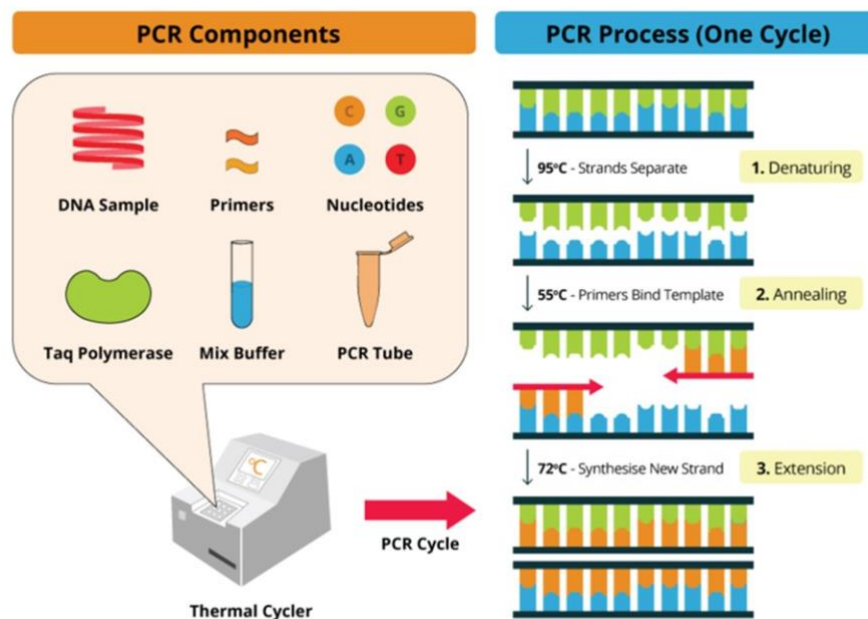 PCR Components
PCR Process (One Cycle)
C
G
A
T
DNA Sample
Primers
Nucleotides
Taq Polymerase
Mix Buffer
PCR Tube
°C
Thermal Cycler
PCR Cycle
95°C - Strands Separate
1. Denaturing
55°C - Primers Bind Template
2. Annealing
72°C - Synthesise New Strand
3. Extension